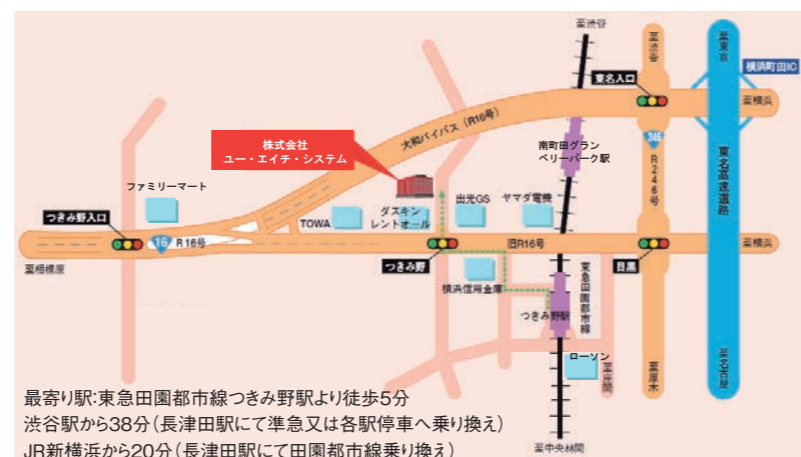 至渋谷
至渋谷
至東京
横浜町田IC
東名入口
至横浜
大和バイパス（R16号）
株式会社
ユー・エイチ・システム
南町田グラン
ベリーパーク駅
246
R246号
東名高速道路
ファミリーマート
ダスキン
レントオール
出光GS
ヤマダ電機
TOWA
つきみ野入口
16
R16号
旧R16号
至横浜
至相模原
つきみ野
目黒
横浜信用金庫
東急田園都市線
つきみ野駅
ローソン
至座間
至厚木
至名古屋
最寄り駅:東急田園都市線つきみ野駅より徒歩5分
渋谷駅から38分（長津田駅にて準急又は各駅停車へ乗り換え）
JR新横浜から20分（長津田駅にて田園都市線乗り換え）
至中央林間